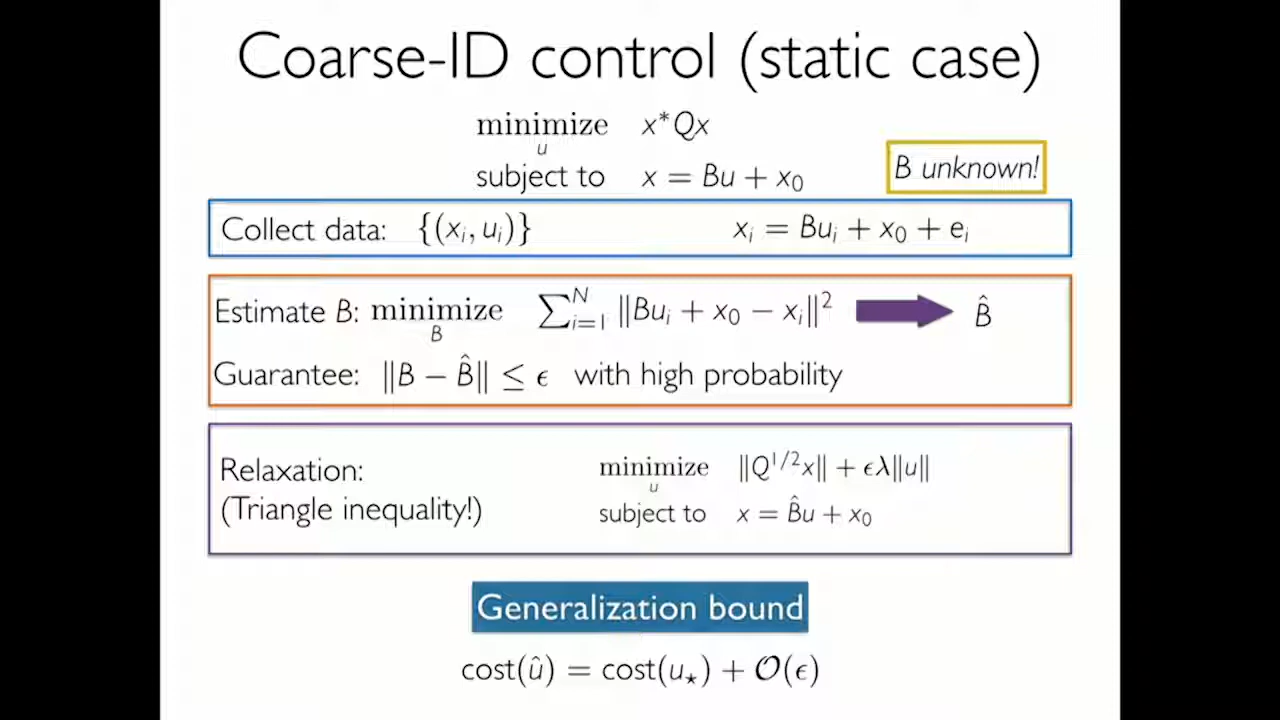 Coarse-ID control (static case)
minimize x*Qx
u
subject to x = Bu + x₀
B unknown!
Collect data: {(xᵢ, uᵢ)} xᵢ = Buᵢ + x₀ + eᵢ
Estimate B: minimize ∑ᵢ₌₁ᴺ ‖Buᵢ + x₀ − xᵢ‖² B̂
B
Guarantee: ‖B − B̂‖ ≤ ϵ with high probability
Relaxation: minimize ‖Q¹ᐟ²x‖ + ϵλ‖u‖
u
(Triangle inequality!) subject to x = B̂u + x₀
Generalization bound
cost(û) = cost(u⋆) + 𝒪(ϵ)